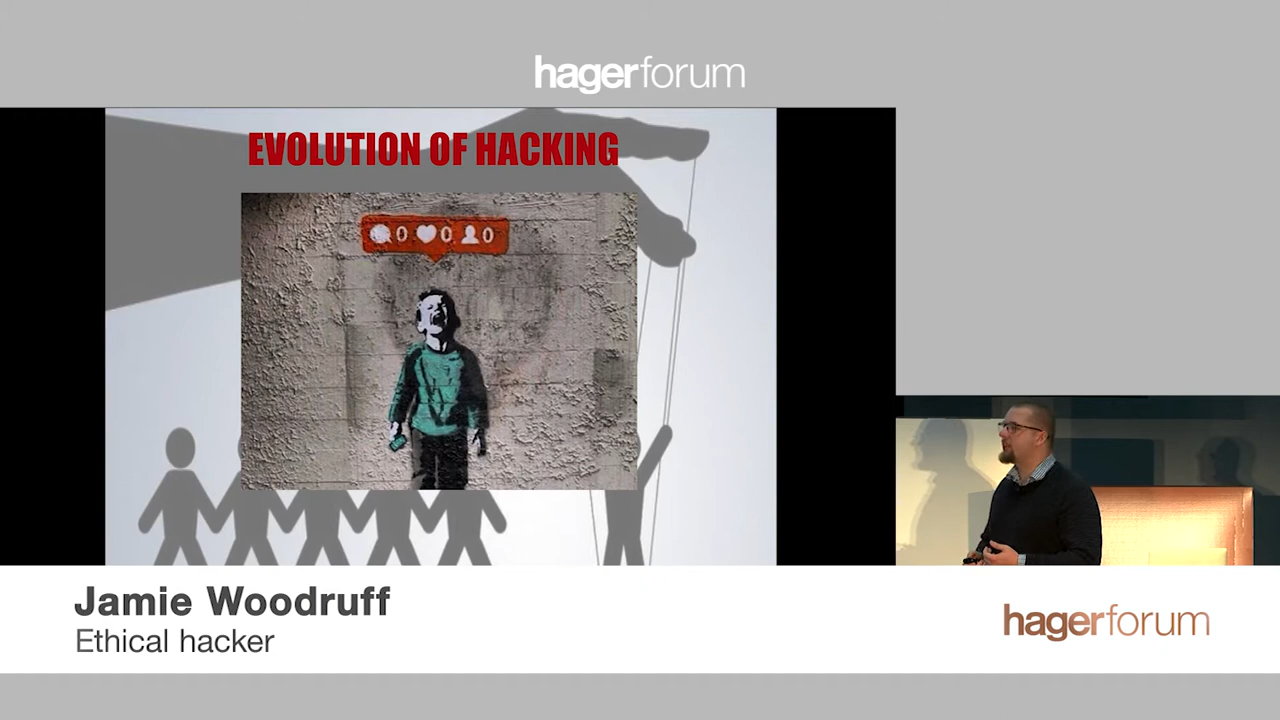 hagerforum
EVOLUTION OF HACKING
0 0 0
Jamie Woodruff
Ethical hacker
hagerforum